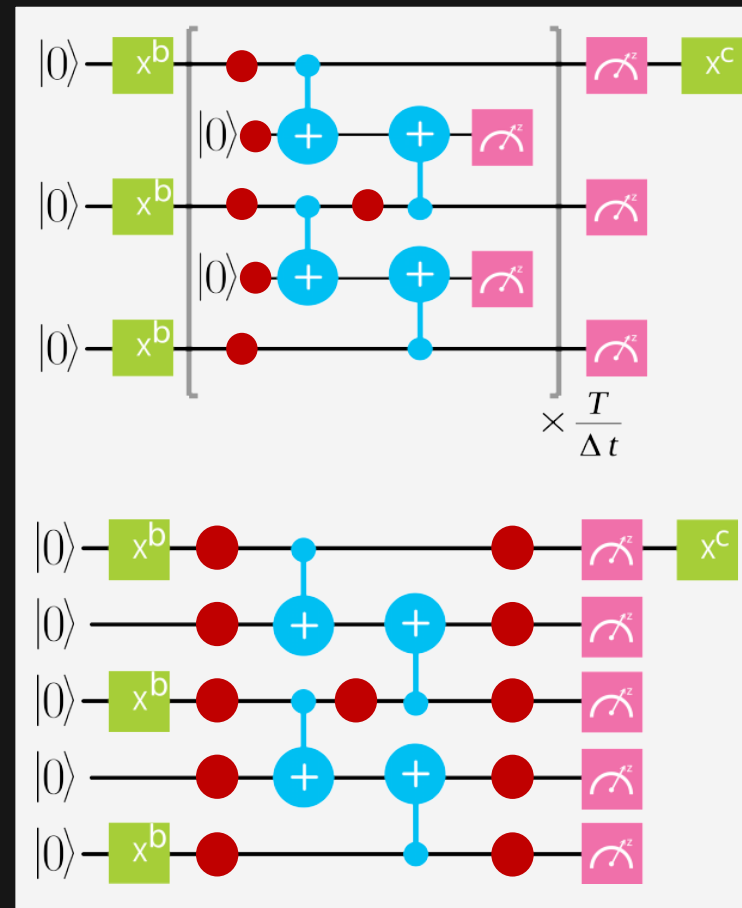 |0⟩ X^b z X^c
|0⟩ + + z
|0⟩ X^b z
|0⟩ + + z
|0⟩ X^b z
× T/Δt
|0⟩ X^b z X^c
|0⟩ + + z
|0⟩ X^b z
|0⟩ + + z
|0⟩ X^b z